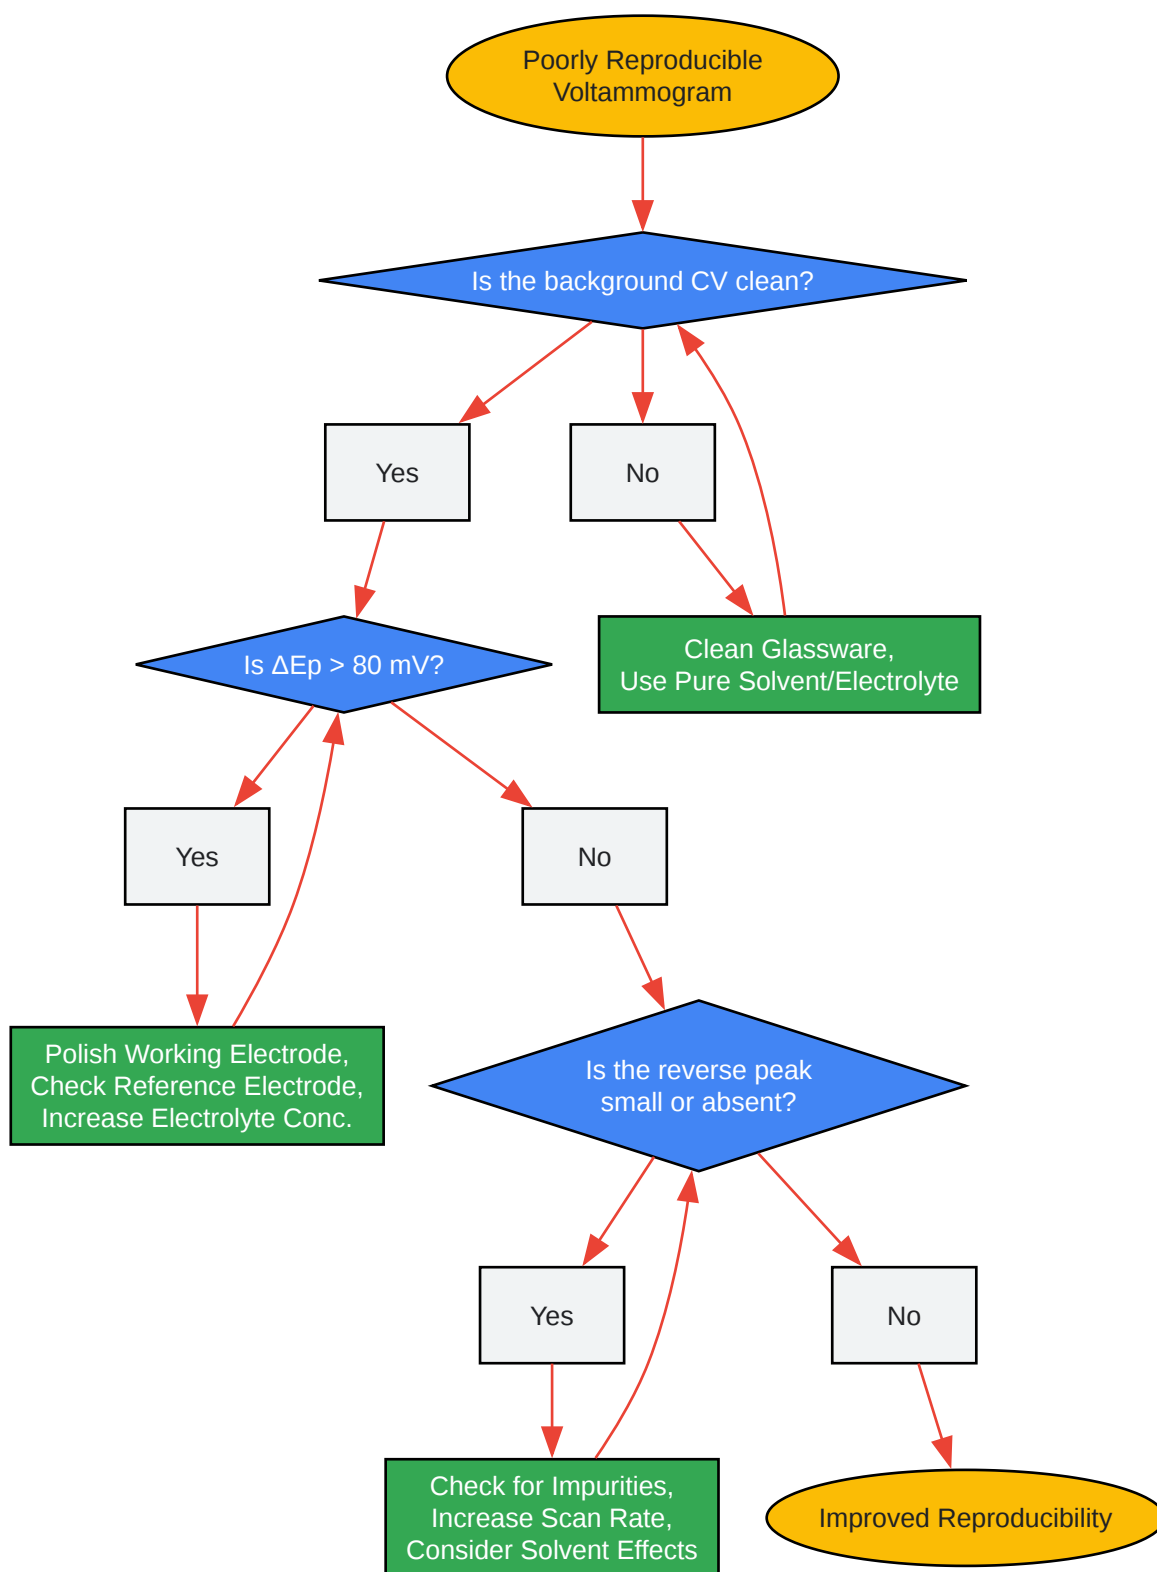 Poorly Reproducible
Voltammogram
Is the background CV clean?
Yes
No
Is ΔEp > 80 mV?
Clean Glassware,
Use Pure Solvent/Electrolyte
Yes
No
Polish Working Electrode,
Check Reference Electrode,
Increase Electrolyte Conc.
Is the reverse peak
small or absent?
Yes
No
Check for Impurities,
Increase Scan Rate,
Consider Solvent Effects
Improved Reproducibility